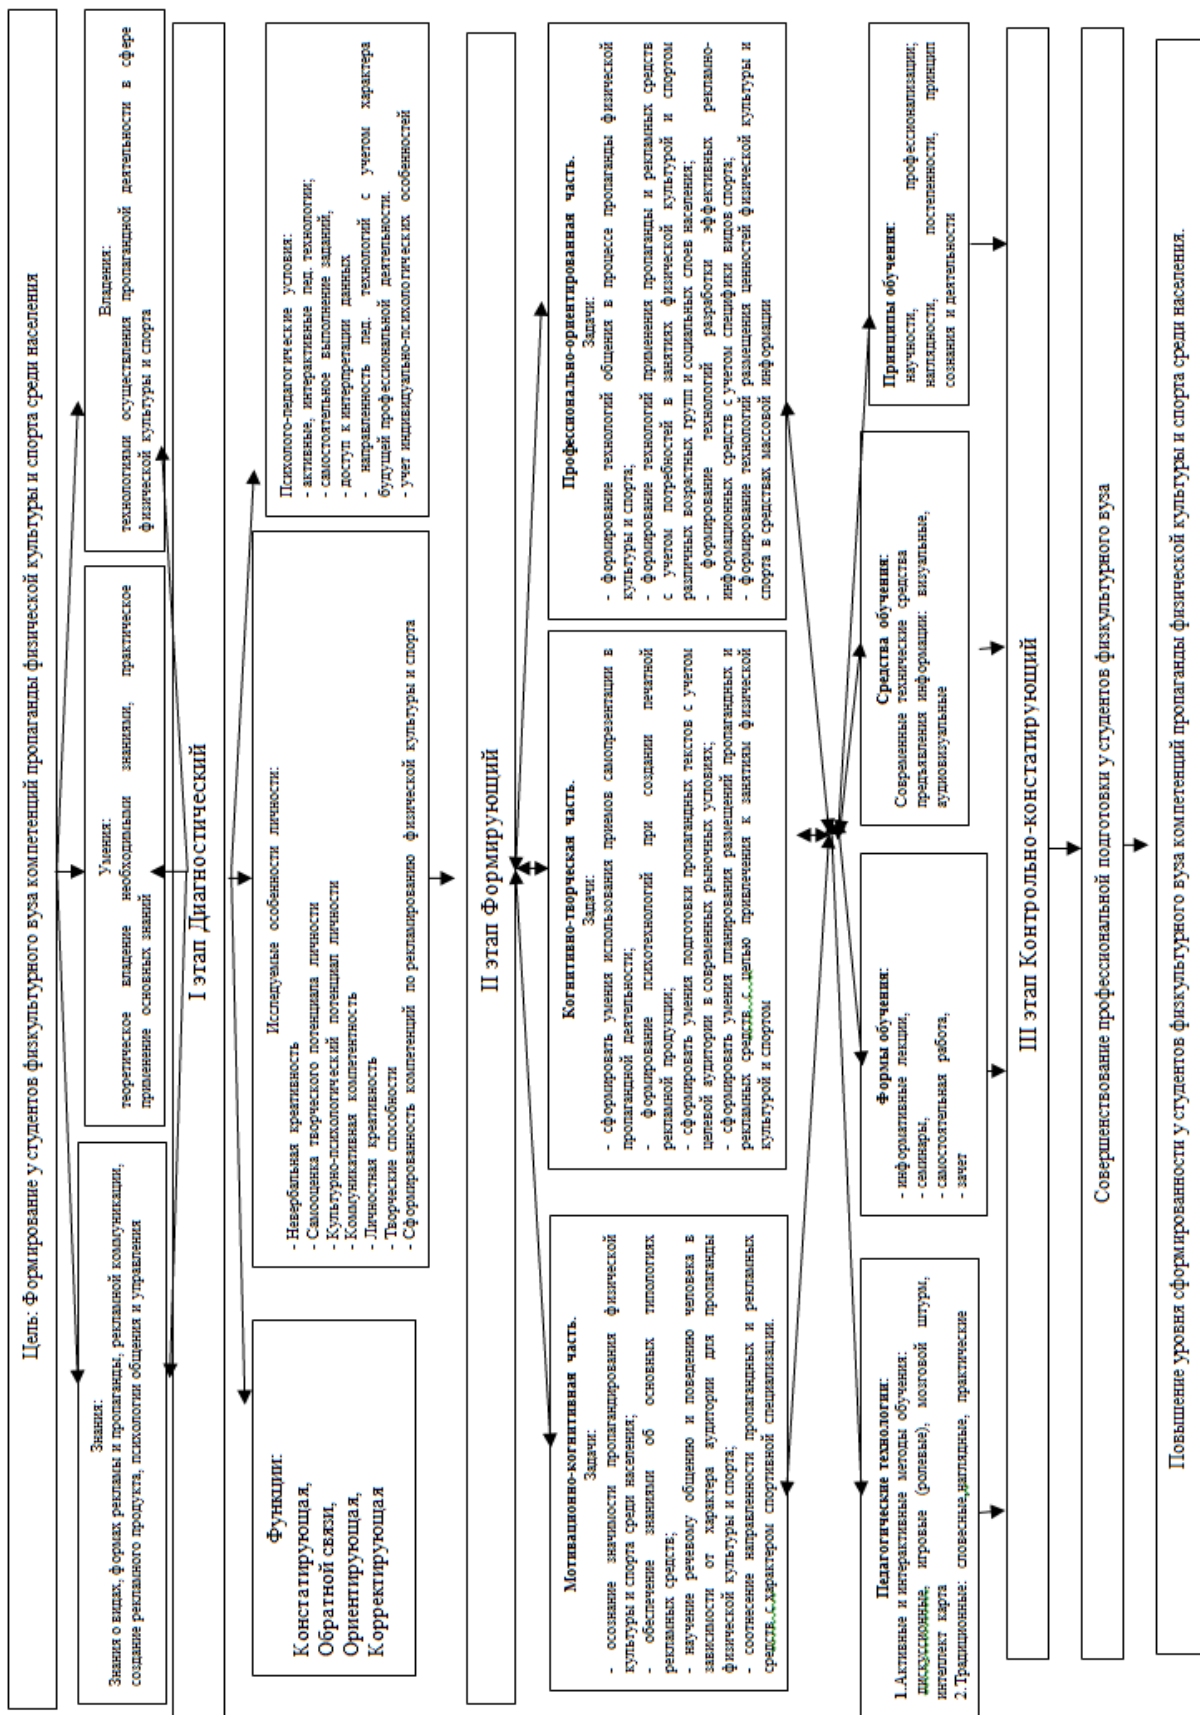 Цель: Формирование у студентов физкультурного вуза компетенций пропаганды физической культуры и спорта среди населения
Знания:
Знания о видах, формах рекламы и пропаганды, рекламной коммуникации,
создание рекламного продукта, психологии общения и управления
Умения:
теоретическое владение необходимым знаниями, практическое
применение основных знаний
Владения:
технологиями осуществления пропагандной деятельности в сфере
физической культуры и спорта
I этап Диагностический
Функции:
Констатирующая,
Обратной связи,
Ориентирующая,
Корректирующая
Исследуемые особенности личности:
- Невербальная креативность
- Самооценка творческого потенциала личности
- Культурно-психологический потенциал личности
- Коммуникативная компетентность
- Личностная креативность
- Творческие способности
- Сформированность компетенций по рекламированию физической культуры и спорта
Психолого-педагогические условия:
- активные, интерактивные пед. технологии;
- самостоятельное выполнение заданий,
- доступ к интерпретации данных
- направленность пед. технологий с учетом характера
будущей профессиональной деятельности.
- учет индивидуально-психологических особенностей
II этап Формирующий
Мотивационно-когнитивная часть.
Задачи:
- осознание значимости пропагандирования физической
культуры и спорта среди населения;
- обеспечение знаниями об основных типологиях
рекламных средств;
- научение речевому общению и поведению человека в
зависимости от характера аудитории для пропаганды
физической культуры и спорта;
- соотнесение направленности пропагандных и рекламных
средств с характером спортивной специализации.
Когнитивно-творческая часть.
Задачи:
- сформировать умения использования приемов самопрезентации в
пропагандной деятельности;
- формирование психотехнологий при создании печатной
рекламной продукции;
- сформировать умения подготовки пропагандных текстов с учетом
целевой аудитории в современных рыночных условиях;
- сформировать умения планирования размещений пропагандных и
рекламных средств с целью привлечения к занятиям физической
культурой и спортом
Профессионально-ориентированная часть.
Задачи:
- формирование технологий общения в процессе пропаганды физической
культуры и спорта;
- формирование технологий применения пропаганды и рекламных средств
с учетом потребностей в занятиях физической культурой и спортом
различных возрастных групп и социальных слоев населения;
- формирование технологий разработки эффективных рекламно-
информационных средств с учетом специфики видов спорта;
- формирование технологий размещения ценностей физической культуры и
спорта в средствах массовой информации
Педагогические технологии:
1.Активные и интерактивные методы обучения:
дискуссионные, игровые (ролевые), мозговой штурм,
интеллект карта
2.Традиционные: словесные,наглядные, практические
Формы обучения:
- информативные лекции,
- семинары,
- самостоятельная работа,
- зачет
Средства обучения:
Современные технические средства
предъявления информации: визуальные,
аудиовизуальные
Принципы обучения:
научности, профессионализации;
наглядности, постепенности, принцип
сознания и деятельности
III этап Контрольно-констатирующий
Совершенствование профессиональной подготовки у студентов физкультурного вуза
Повышение уровня сформированности у студентов физкультурного вуза компетенций пропаганды физической культуры и спорта среди населения.